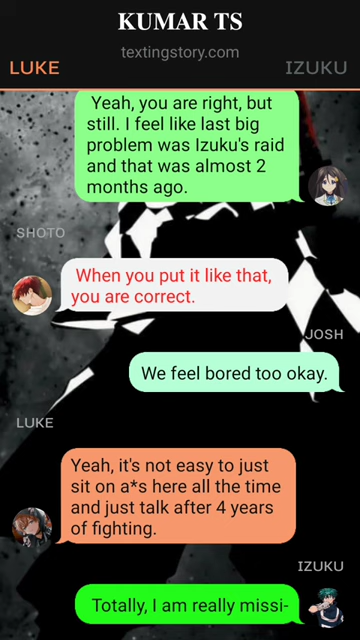 KUMAR TS
textingstory.com
LUKE IZUKU
Yeah, you are right, but
still. I feel like last big
problem was Izuku's raid
and that was almost 2
months ago.
SHOTO
When you put it like that,
you are correct.
JOSH
We feel bored too okay.
LUKE
Yeah, it's not easy to just
sit on a*s here all the time
and just talk after 4 years
of fighting.
IZUKU
Totally, I am really missi-